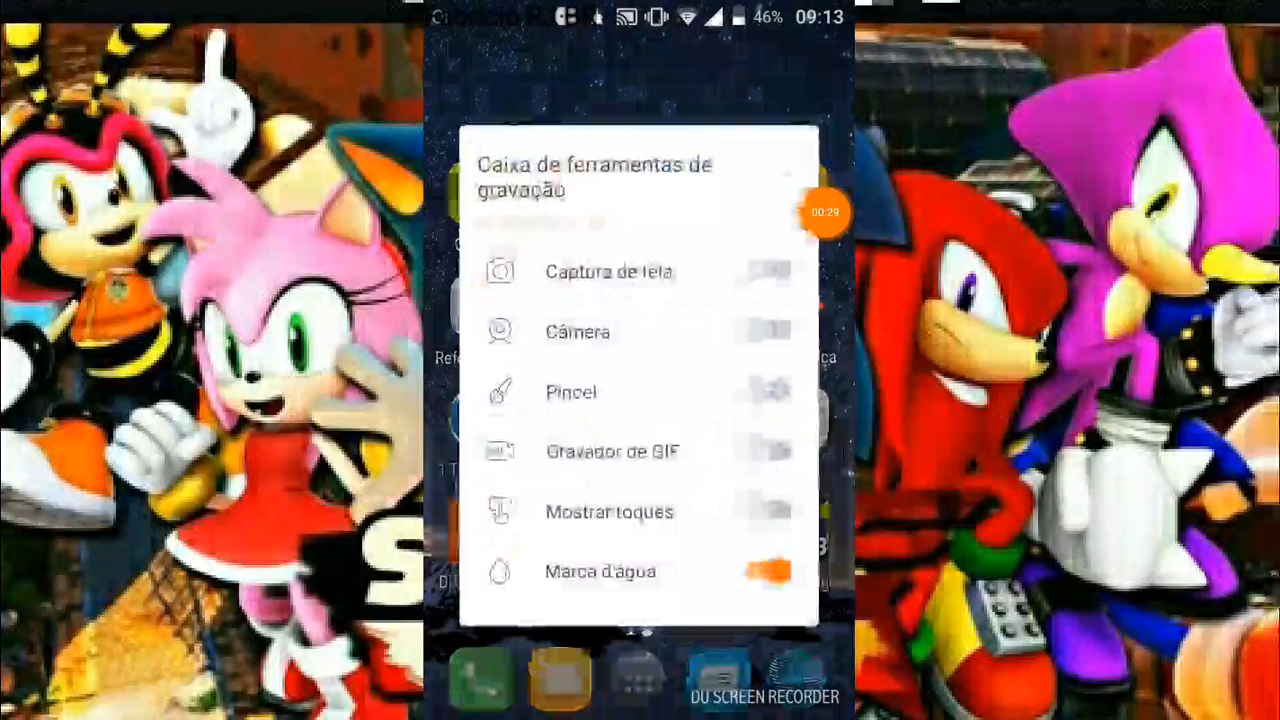 46% 09:13
Caixa de ferramentas de
gravação
00:29
Captura de tela
Câmera
Pincel
Gravador de GIF
Mostrar toques
Marca d'água
DU SCREEN RECORDER